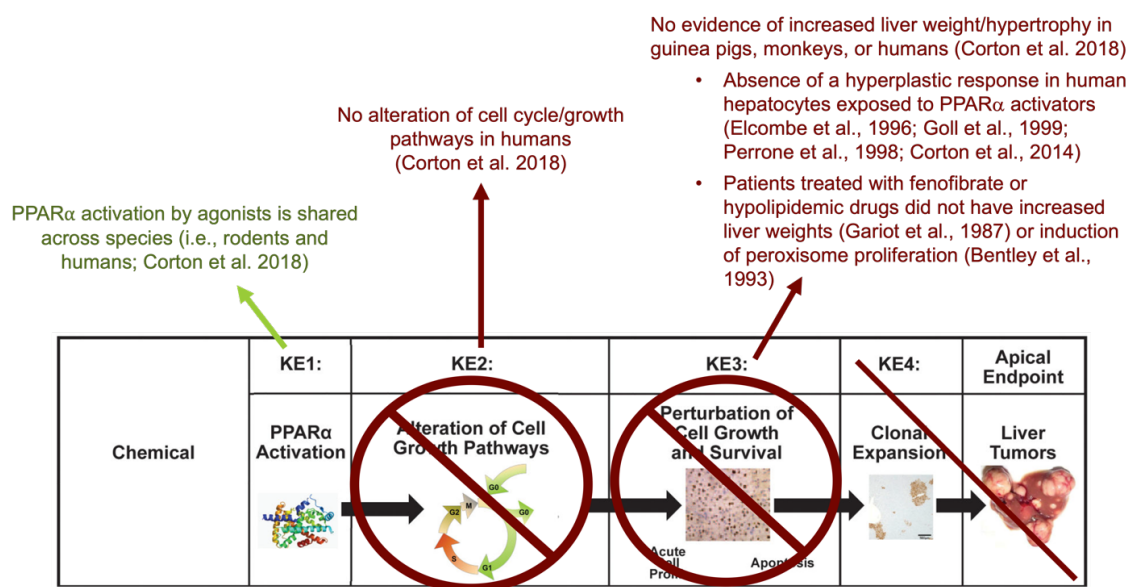 No evidence of increased liver weight/hypertrophy in
guinea pigs, monkeys, or humans (Corton et al. 2018)
• Absence of a hyperplastic response in human
hepatocytes exposed to PPARα activators
(Elcombe et al., 1996; Goll et al., 1999;
Perrone et al., 1998; Corton et al., 2014)
• Patients treated with fenofibrate or
hypolipidemic drugs did not have increased
liver weights (Gariot et al., 1987) or induction
of peroxisome proliferation (Bentley et al.,
1993)
No alteration of cell cycle/growth
pathways in humans
(Corton et al. 2018)
PPARα activation by agonists is shared
across species (i.e., rodents and
humans; Corton et al. 2018)
Chemical
KE1:
PPARα
Activation
KE2:
Alteration of Cell
Growth Pathways
G0
M
G2
G0
S
G1
KE3:
Perturbation of
Cell Growth
and Survival
Acute
Cell
Prolif
Apoptosis
KE4:
Clonal
Expansion
Apical
Endpoint
Liver
Tumors